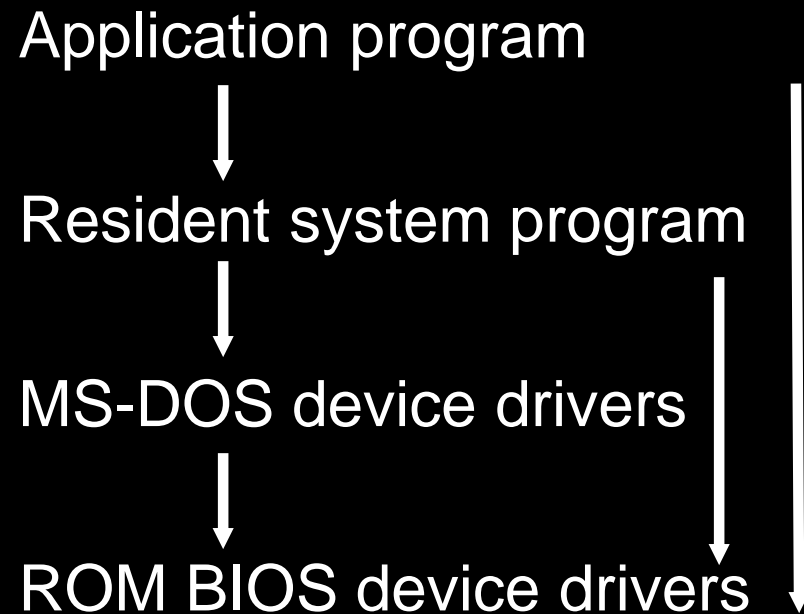 Application program
Resident system program
MS-DOS device drivers
ROM BIOS device drivers